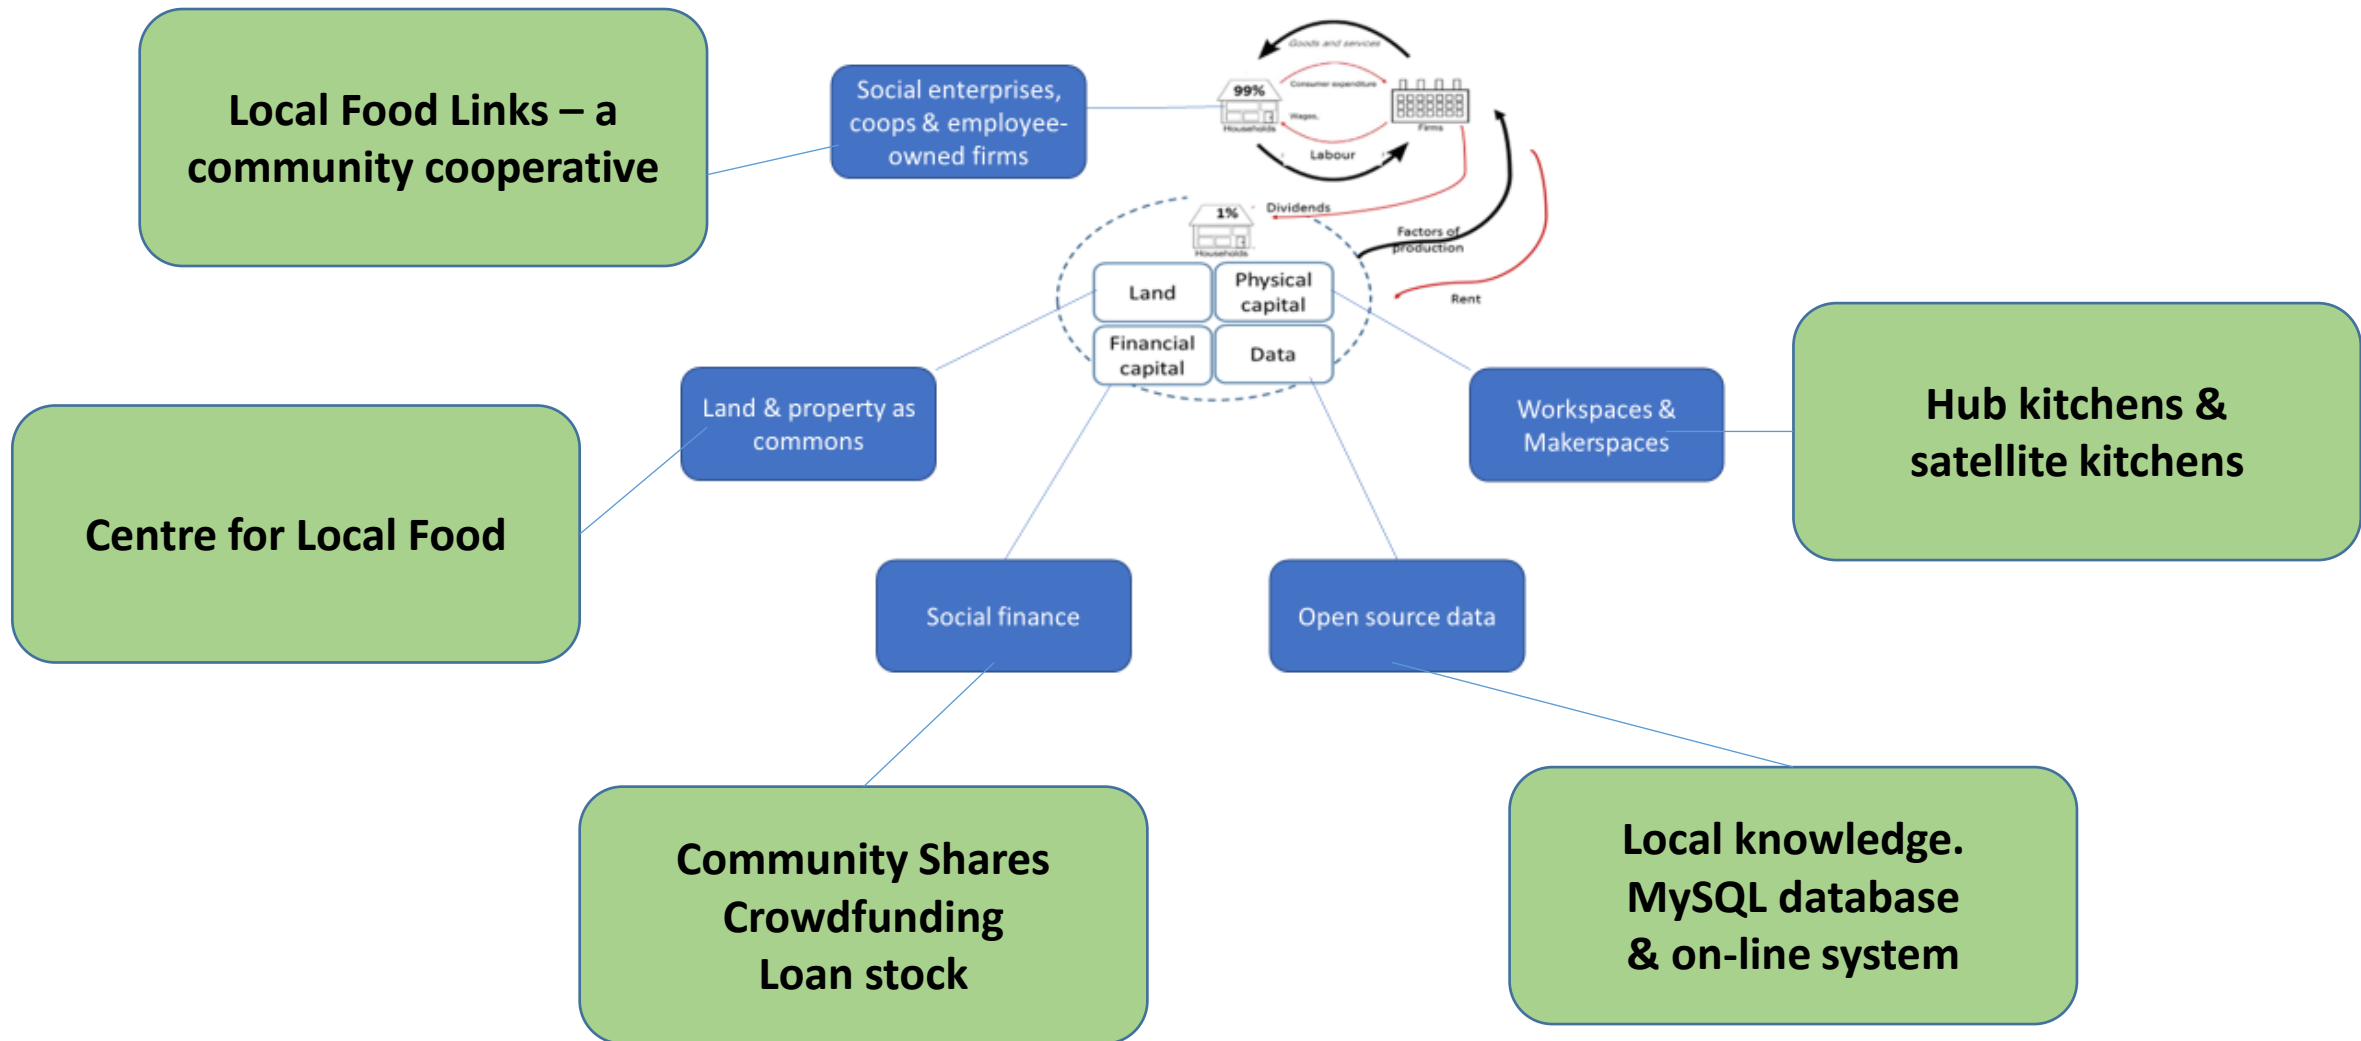 Local Food Links – a
community cooperative
Social enterprises,
coops & employee-
owned firms
Goods and services
99%
Consumer expenditure
Households
Wages,
Firms
Labour
1%
Dividends
Households
Factors of
production
Rent
Land
Physical
capital
Financial
capital
Data
Land & property as
commons
Workspaces &
Makerspaces
Hub kitchens &
satellite kitchens
Centre for Local Food
Social finance
Open source data
Community Shares
Crowdfunding
Loan stock
Local knowledge.
MySQL database
& on-line system